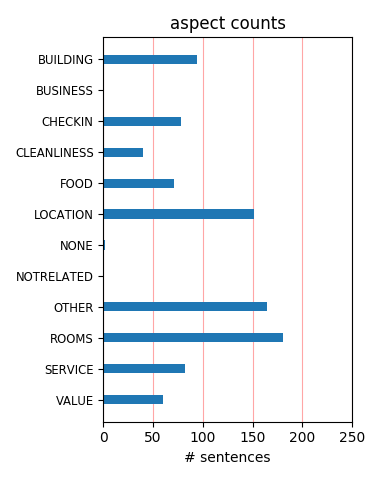 aspect counts
BUILDING
BUSINESS
CHECKIN
CLEANLINESS
FOOD
LOCATION
NONE
NOTRELATED
OTHER
ROOMS
SERVICE
VALUE
0 50 100 150 200 250
# sentences